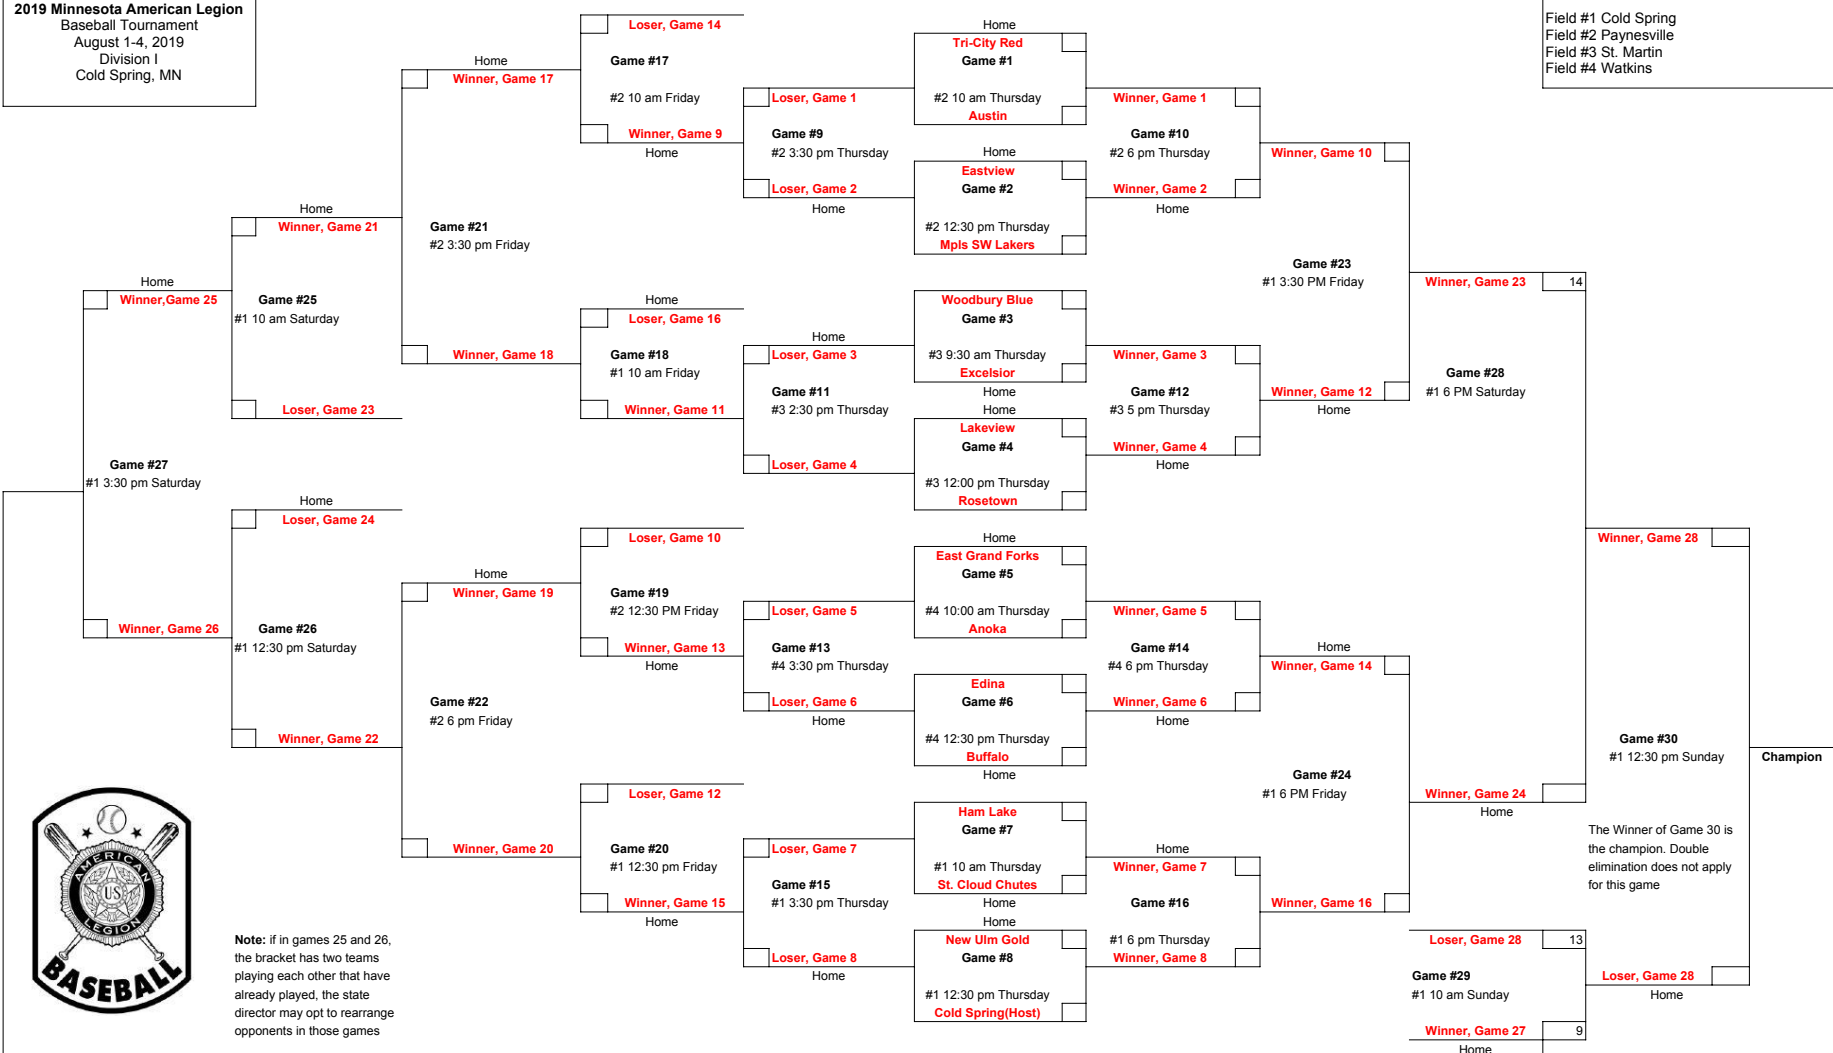 2019 Minnesota American Legion
Baseball Tournament
August 1-4, 2019
Division I
Cold Spring, MN
Field #1 Cold Spring
Field #2 Paynesville
Field #3 St. Martin
Field #4 Watkins
Home
Winner,Game 25
Game #27
#1 3:30 pm Saturday
Winner, Game 26
Home
Winner, Game 21
Game #25
#1 10 am Saturday
Loser, Game 23
Home
Loser, Game 24
Game #26
#1 12:30 pm Saturday
Winner, Game 22
Home
Winner, Game 17
Game #21
#2 3:30 pm Friday
Winner, Game 18
Home
Winner, Game 19
Game #22
#2 6 pm Friday
Winner, Game 20
Loser, Game 14
Game #17
#2 10 am Friday
Winner, Game 9
Home
Home
Loser, Game 16
Game #18
#1 10 am Friday
Winner, Game 11
Loser, Game 10
Game #19
#2 12:30 PM Friday
Winner, Game 13
Home
Loser, Game 12
Game #20
#1 12:30 pm Friday
Winner, Game 15
Home
Loser, Game 1
Game #9
#2 3:30 pm Thursday
Loser, Game 2
Home
Home
Loser, Game 3
Game #11
#3 2:30 pm Thursday
Loser, Game 4
Loser, Game 5
Game #13
#4 3:30 pm Thursday
Loser, Game 6
Home
Loser, Game 7
Game #15
#1 3:30 pm Thursday
Loser, Game 8
Home
Home
Tri-City Red
Game #1
#2 10 am Thursday
Austin
Home
Eastview
Game #2
#2 12:30 pm Thursday
Mpls SW Lakers
Woodbury Blue
Game #3
#3 9:30 am Thursday
Excelsior
Home
Home
Lakeview
Game #4
#3 12:00 pm Thursday
Rosetown
Home
East Grand Forks
Game #5
#4 10:00 am Thursday
Anoka
Edina
Game #6
#4 12:30 pm Thursday
Buffalo
Home
Ham Lake
Game #7
#1 10 am Thursday
St. Cloud Chutes
Home
Home
New Ulm Gold
Game #8
#1 12:30 pm Thursday
Cold Spring(Host)
Winner, Game 1
Game #10
#2 6 pm Thursday
Winner, Game 2
Home
Winner, Game 3
Game #12
#3 5 pm Thursday
Winner, Game 4
Home
Winner, Game 5
Game #14
#4 6 pm Thursday
Winner, Game 6
Home
Home
Winner, Game 7
Game #16
#1 6 pm Thursday
Winner, Game 8
Winner, Game 10
Game #23
#1 3:30 PM Friday
Winner, Game 12
Home
Home
Winner, Game 14
Game #24
#1 6 PM Friday
Winner, Game 16
Winner, Game 23 14
Game #28
#1 6 PM Saturday
Winner, Game 24
Home
Loser, Game 28 13
Game #29
#1 10 am Sunday
Winner, Game 27 9
Home
Winner, Game 28
Game #30
#1 12:30 pm Sunday
Champion
The Winner of Game 30 is
the champion. Double
elimination does not apply
for this game
Loser, Game 28
Home
AMERICAN
US
LEGION
BASEBALL
Note: if in games 25 and 26,
the bracket has two teams
playing each other that have
already played, the state
director may opt to rearrange
opponents in those games